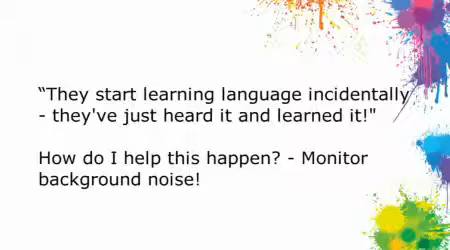 “They start learning language incidentally
- they've just heard it and learned it!"
How do I help this happen? - Monitor
background noise!